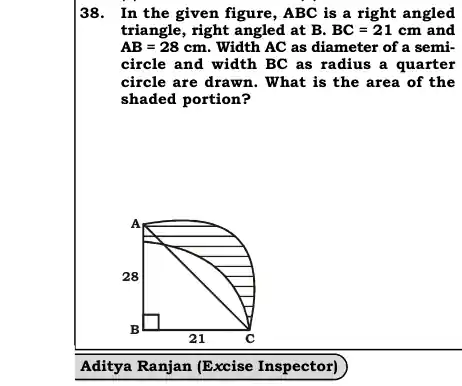 38. In the given figure, ABC is a right angled
triangle, right angled at B. BC = 21 cm and
AB = 28 cm. Width AC as diameter of a semi-
circle and width BC as radius a quarter
circle are drawn. What is the area of the
shaded portion?
A
28
B
21 C
Aditya Ranjan (Excise Inspector)